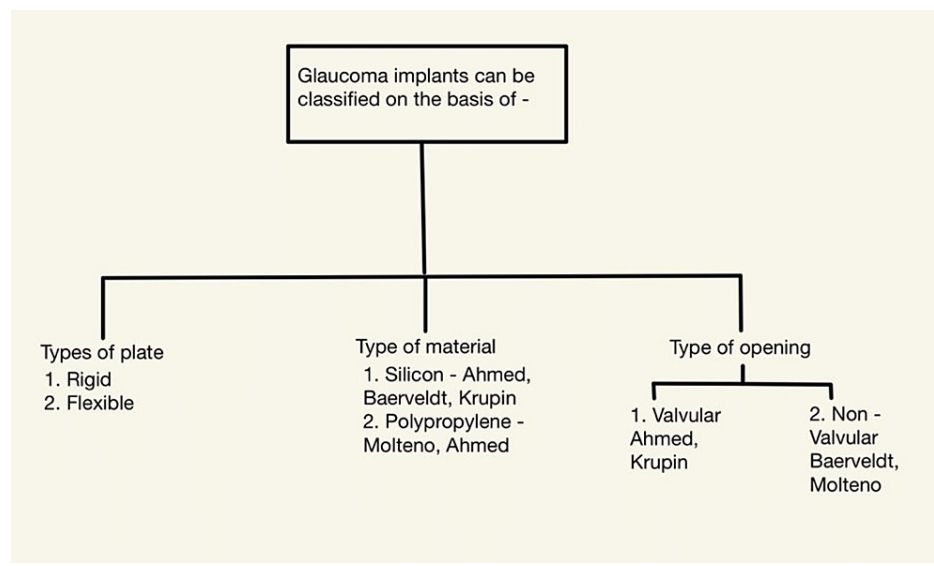 Glaucoma implants can be
classified on the basis of -
Types of plate
1. Rigid
2. Flexible
Type of material
1. Silicon - Ahmed,
Baerveldt, Krupin
2. Polypropylene -
Molteno, Ahmed
Type of opening
1. Valvular
Ahmed,
Krupin
2. Non -
Valvular
Baerveldt,
Molteno